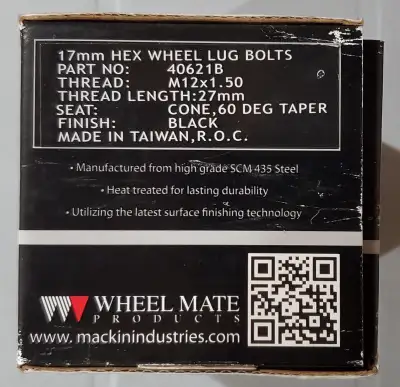 17mm HEX WHEEL LUG BOLTS
PART NO: 40621B
THREAD: M12x1.50
THREAD LENGTH:27mm
SEAT: CONE,60 DEG TAPER
FINISH: BLACK
MADE IN TAIWAN,R.O.C.
• Manufactured from high grade SCM 435 Steel
• Heat treated for lasting durability
• Utilizing the latest surface finishing technology
WHEEL MATE
PRODUCTS
www.mackinindustries.com